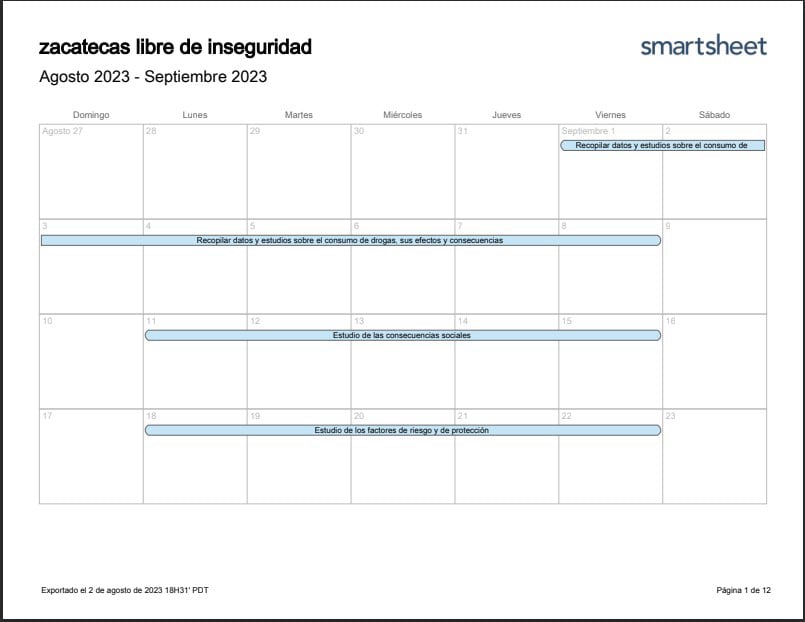 zacatecas libre de inseguridad
smartsheet
Agosto 2023 - Septiembre 2023
Domingo Lunes Martes Miércoles Jueves Viernes Sábado
Agosto 27 28 29 30 31 Septiembre 1 2
Recopilar datos y estudios sobre el consumo de
3 4 5 6 7 8 9
Recopilar datos y estudios sobre el consumo de drogas, sus efectos y consecuencias
10 11 12 13 14 15 16
Estudio de las consecuencias sociales
17 18 19 20 21 22 23
Estudio de los factores de riesgo y de protección
Exportado el 2 de agosto de 2023 18H31' PDT
Página 1 de 12